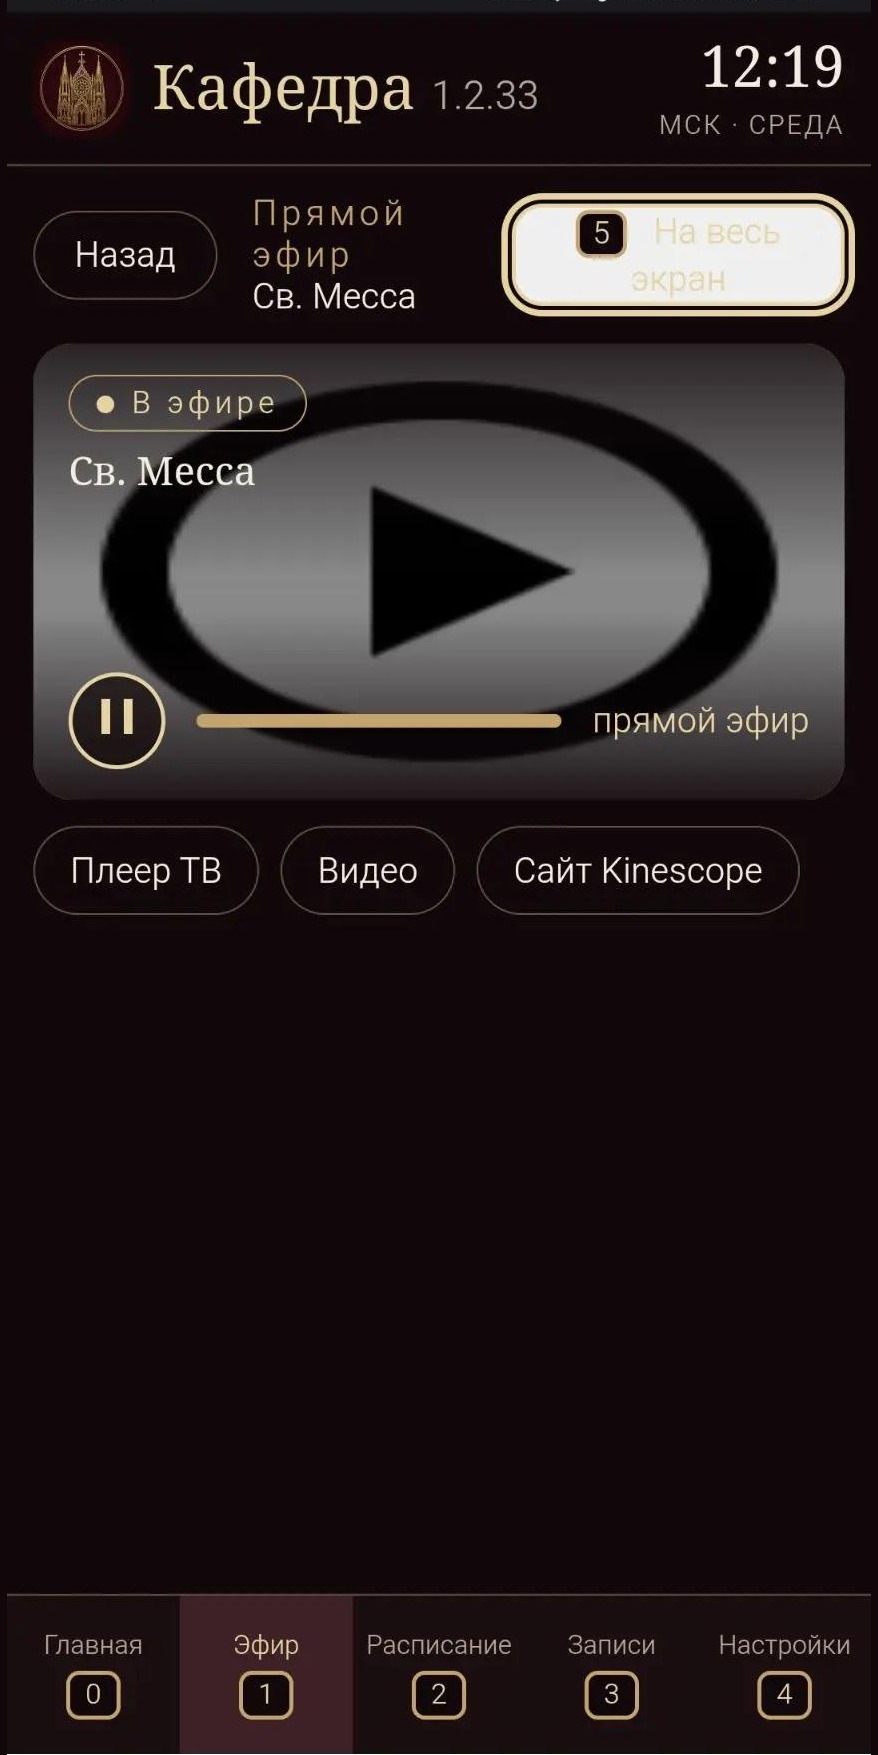 Кафедра 1.2.33
12:19
МСК · СРЕДА
Назад
Прямой
эфир
Св. Месса
5 На весь
экран
В эфире
Св. Месса
прямой эфир
Плеер ТВ
Видео
Сайт Kinescope
Главная
0
Эфир
1
Расписание
2
Записи
3
Настройки
4